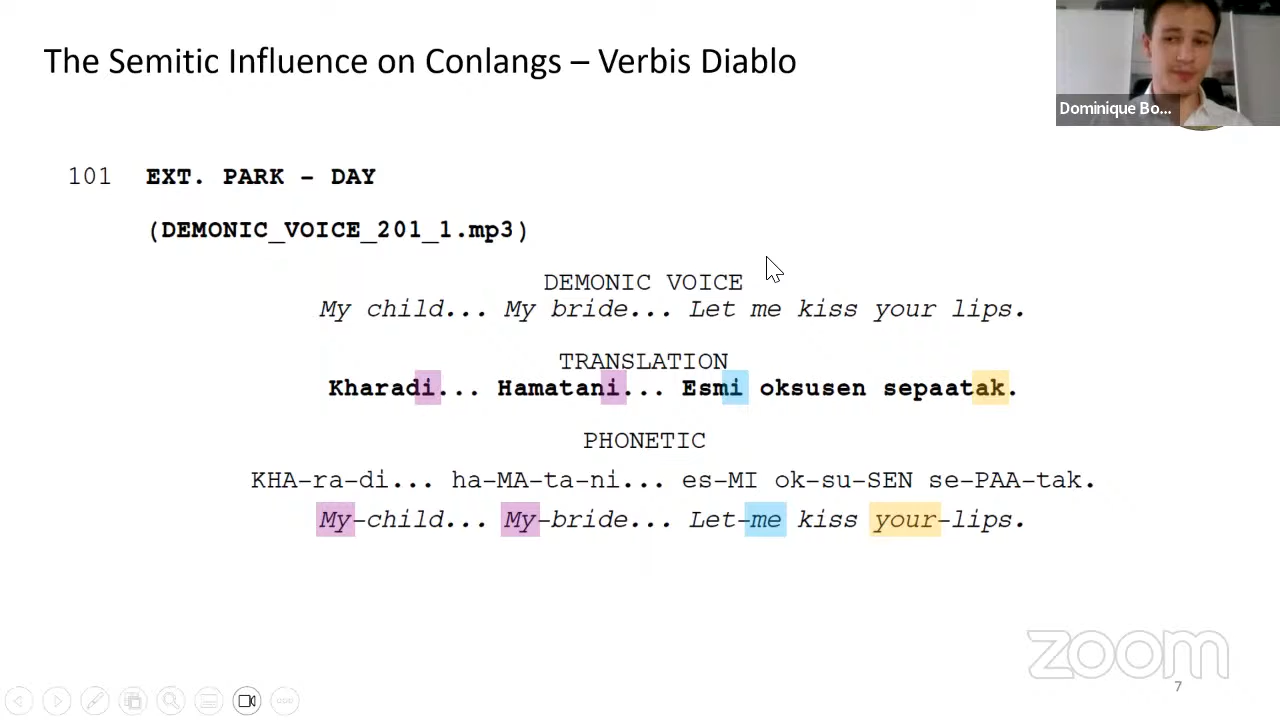 The Semitic Influence on Conlangs – Verbis Diablo
Dominique Bo...
101 EXT. PARK – DAY
(DEMONIC_VOICE_201_1.mp3)
DEMONIC VOICE
My child... My bride... Let me kiss your lips.
TRANSLATION
Kharadi... Hamatani... Esmi oksusen sepaatak.
PHONETIC
KHA-ra-di... ha-MA-ta-ni... es-MI ok-su-SEN se-PAA-tak.
My-child... My-bride... Let-me kiss your-lips.
zoom
7